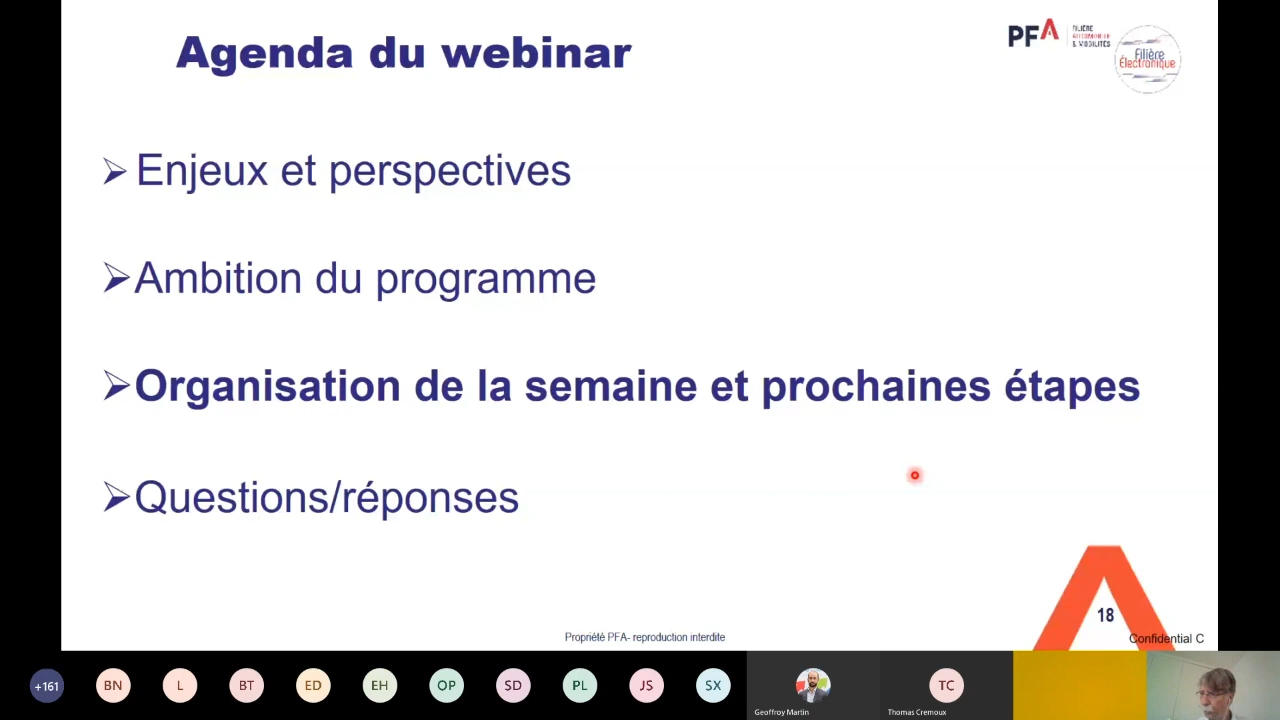 Agenda du webinar
PFA FILIÈRE
AUTOMOBILE
& MOBILITÉS
Filière
Électronique
➢ Enjeux et perspectives
➢ Ambition du programme
➢ Organisation de la semaine et prochaines étapes
➢ Questions/réponses
18
Propriété PFA- reproduction interdite
Confidential C
+161 BN L BT ED EH OP SD PL JS SX TC
Geoffroy Martin Thomas Cremoux